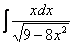 ∫ xdx / √(9−8x²)